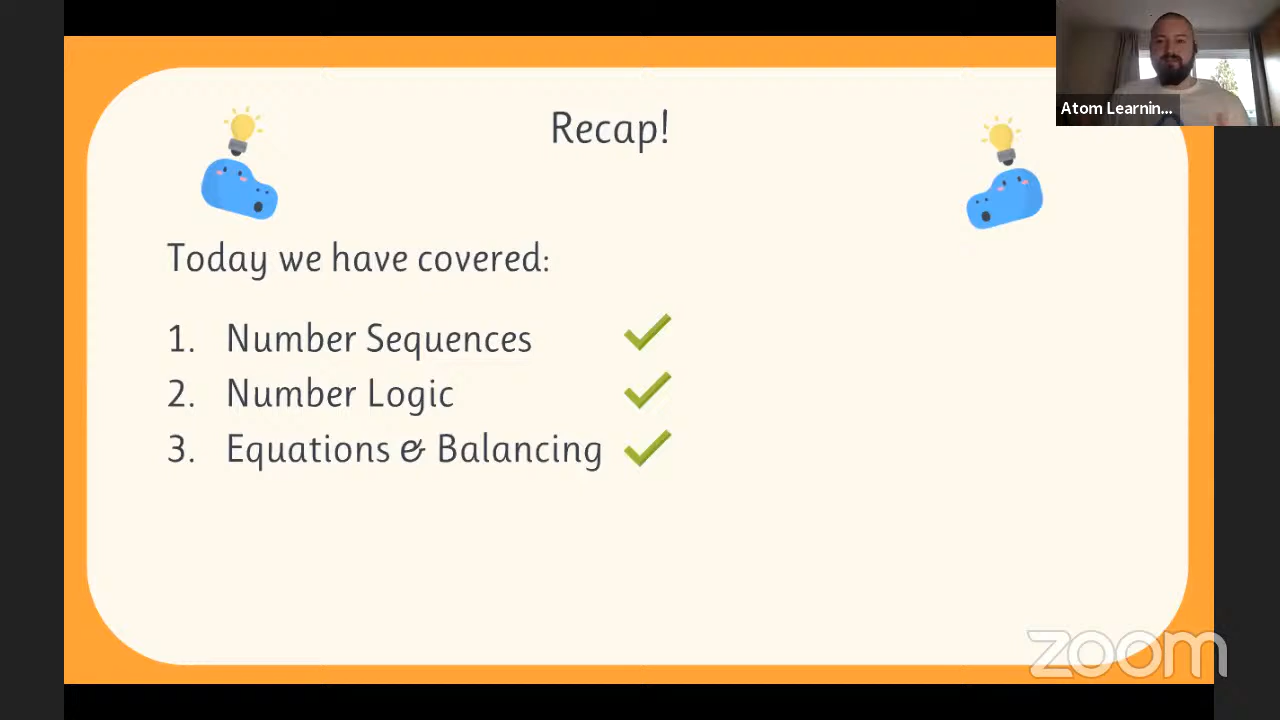 Recap!
Atom Learnin...
Today we have covered:
1. Number Sequences
2. Number Logic
3. Equations & Balancing
zoom